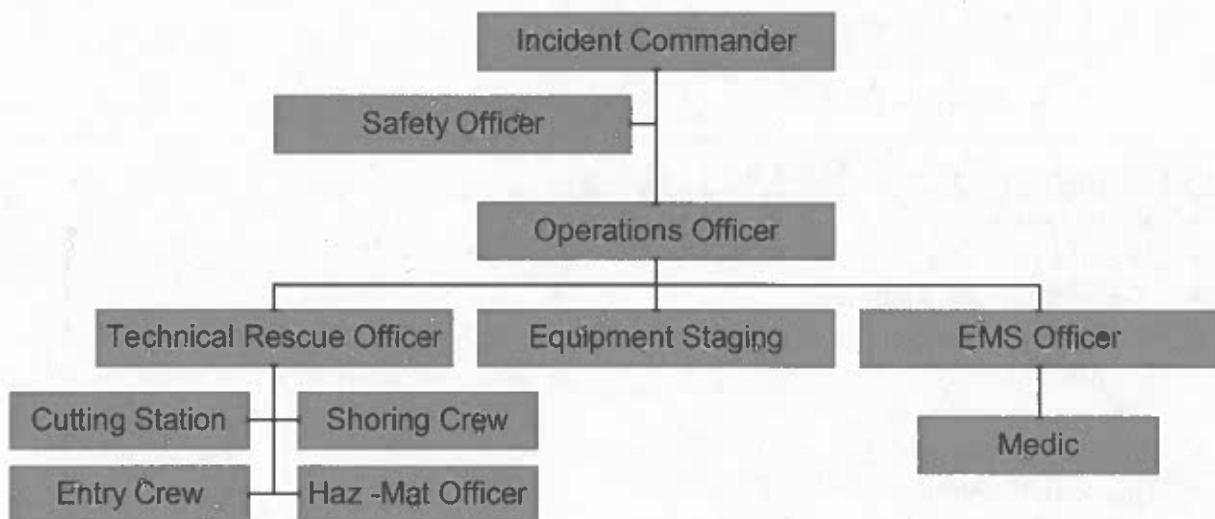 Incident Commander
Safety Officer
Operations Officer
Technical Rescue Officer
Equipment Staging
EMS Officer
Cutting Station
Shoring Crew
Medic
Entry Crew
Haz -Mat Officer